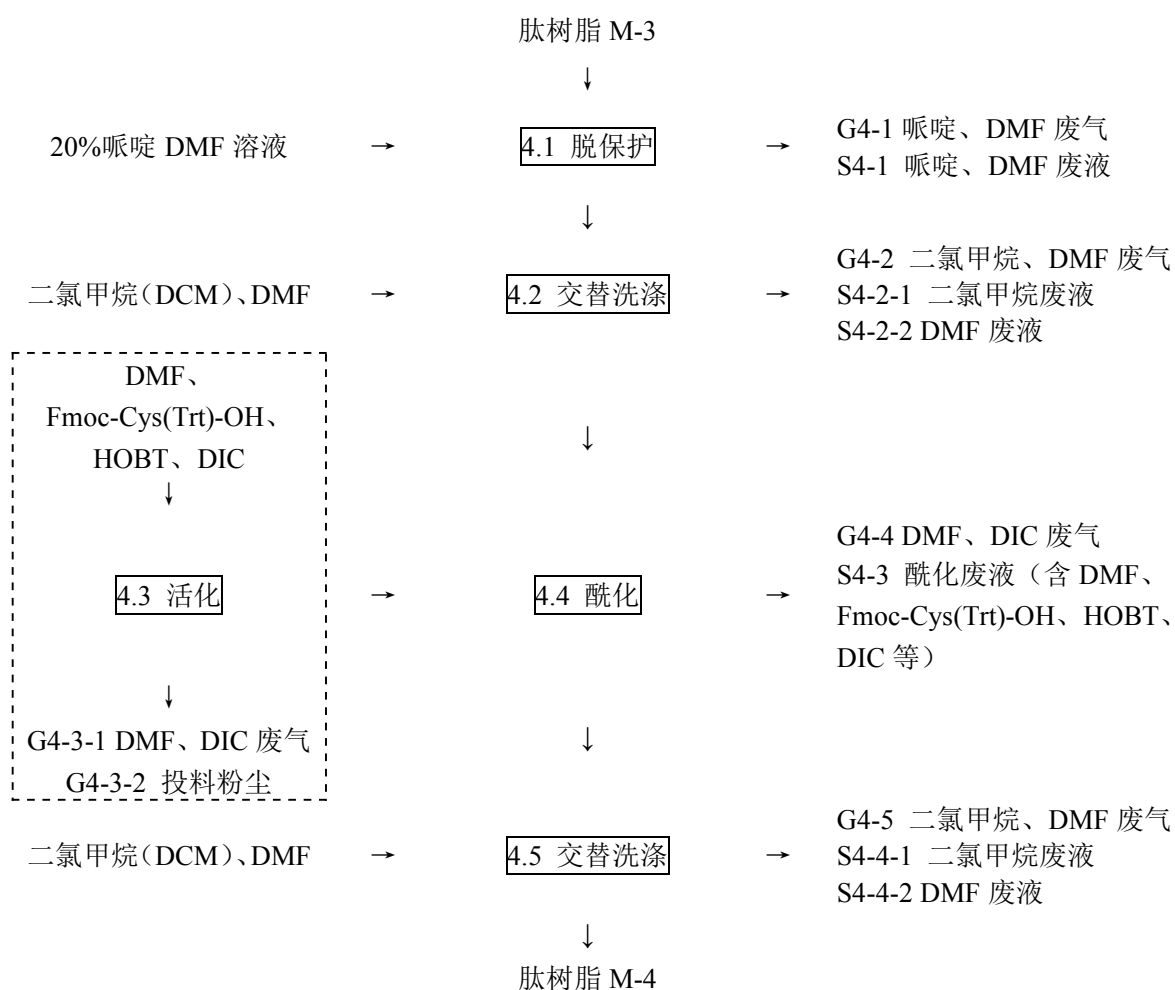 肽树脂 M-3
↓
20%哌啶 DMF 溶液 → 4.1 脱保护 → G4-1 哌啶、DMF 废气
S4-1 哌啶、DMF 废液
↓
二氯甲烷（DCM）、DMF → 4.2 交替洗涤 → G4-2 二氯甲烷、DMF 废气
S4-2-1 二氯甲烷废液
S4-2-2 DMF 废液
DMF、
Fmoc-Cys(Trt)-OH、
HOBT、DIC
↓
↓
4.3 活化 → 4.4 酰化 → G4-4 DMF、DIC 废气
S4-3 酰化废液（含 DMF、
Fmoc-Cys(Trt)-OH、HOBT、
DIC 等）
↓
G4-3-1 DMF、DIC 废气
G4-3-2 投料粉尘
↓
二氯甲烷（DCM）、DMF → 4.5 交替洗涤 → G4-5 二氯甲烷、DMF 废气
S4-4-1 二氯甲烷废液
S4-4-2 DMF 废液
↓
肽树脂 M-4